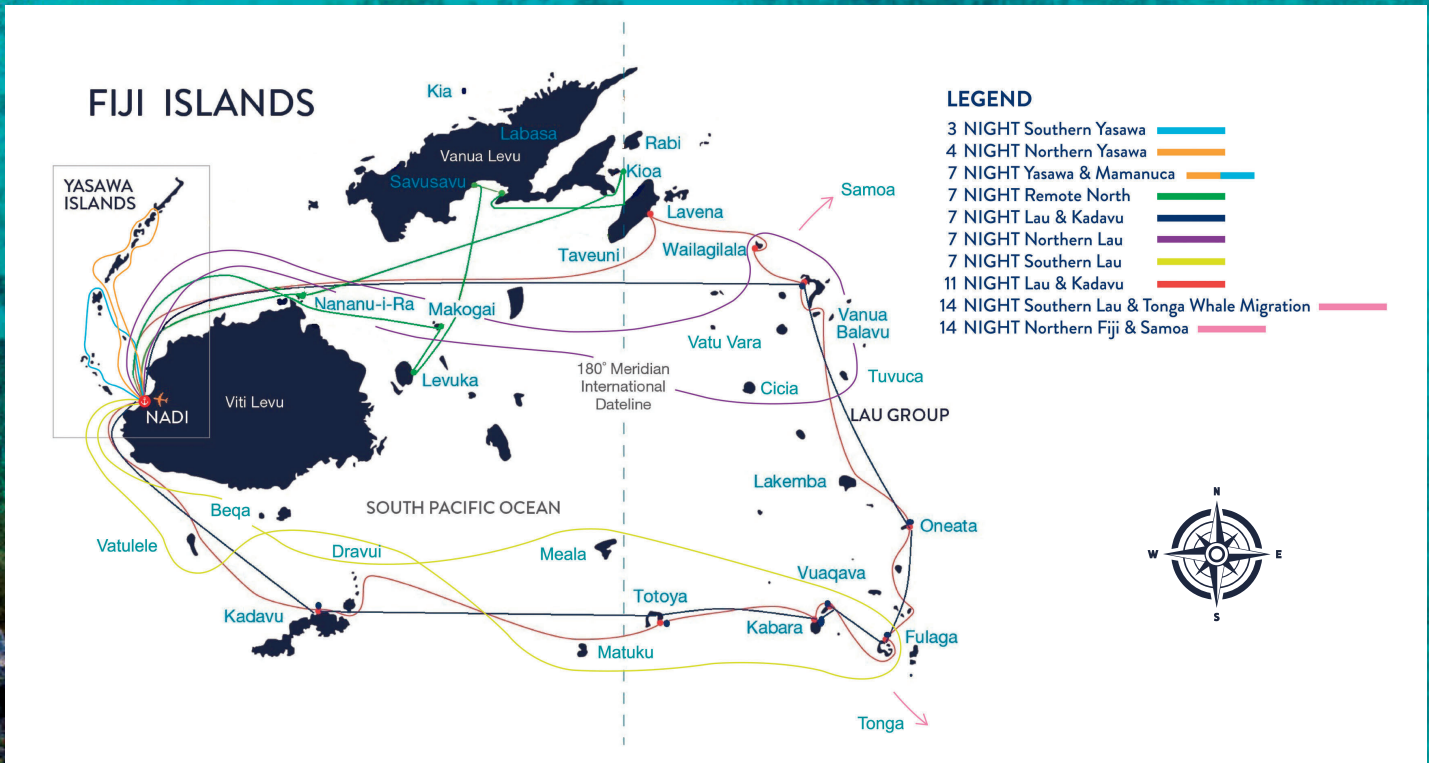 FIJI ISLANDS
Kia
Labasa
Vanua Levu
Savusavu
Rabi
Kioa
YASAWA
ISLANDS
Samoa
Lavena
Wailagilala
Taveuni
Nananu-i-Ra
Makogai
Vanua
Balavu
Vatu Vara
Levuka
180° Meridian
International
Dateline
Cicia
Tuvuca
Viti Levu
NADI
LAU GROUP
Lakemba
SOUTH PACIFIC OCEAN
Beqa
Oneata
Vatulele
Dravui
Meala
Vuaqava
Totoya
Kadavu
Kabara
Fulaga
Matuku
Tonga
LEGEND
3 NIGHT Southern Yasawa
4 NIGHT Northern Yasawa
7 NIGHT Yasawa & Mamanuca
7 NIGHT Remote North
7 NIGHT Lau & Kadavu
7 NIGHT Northern Lau
7 NIGHT Southern Lau
11 NIGHT Lau & Kadavu
14 NIGHT Southern Lau & Tonga Whale Migration
14 NIGHT Northern Fiji & Samoa
N
W
E
S